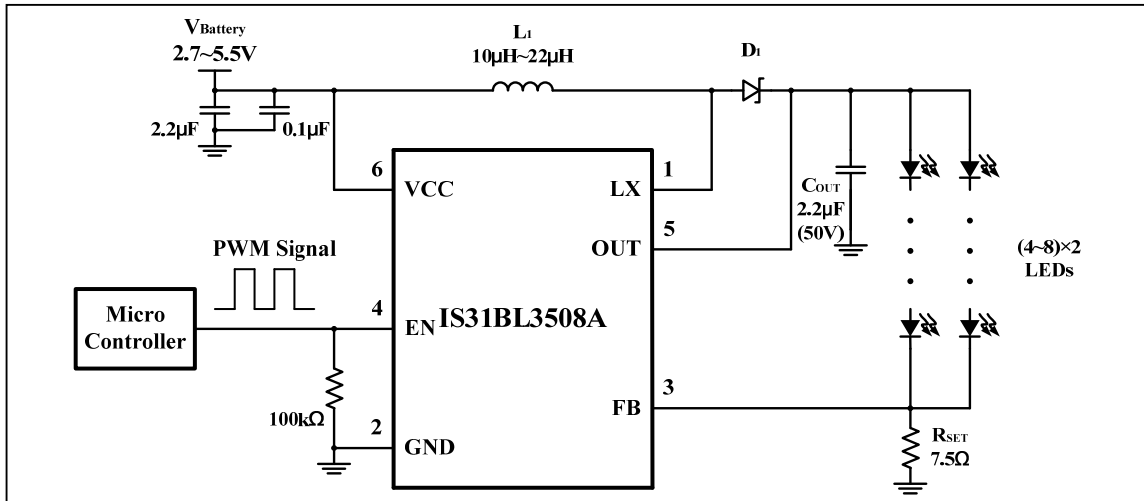 VBattery
2.7~5.5V
L1
10µH~22µH
D1
2.2µF
0.1µF
6
VCC
1
LX
COUT
2.2µF
(50V)
5
OUT
(4~8)×2
LEDs
PWM Signal
Micro
Controller
4
EN
IS31BL3508A
3
FB
100kΩ
2
GND
RSET
7.5Ω